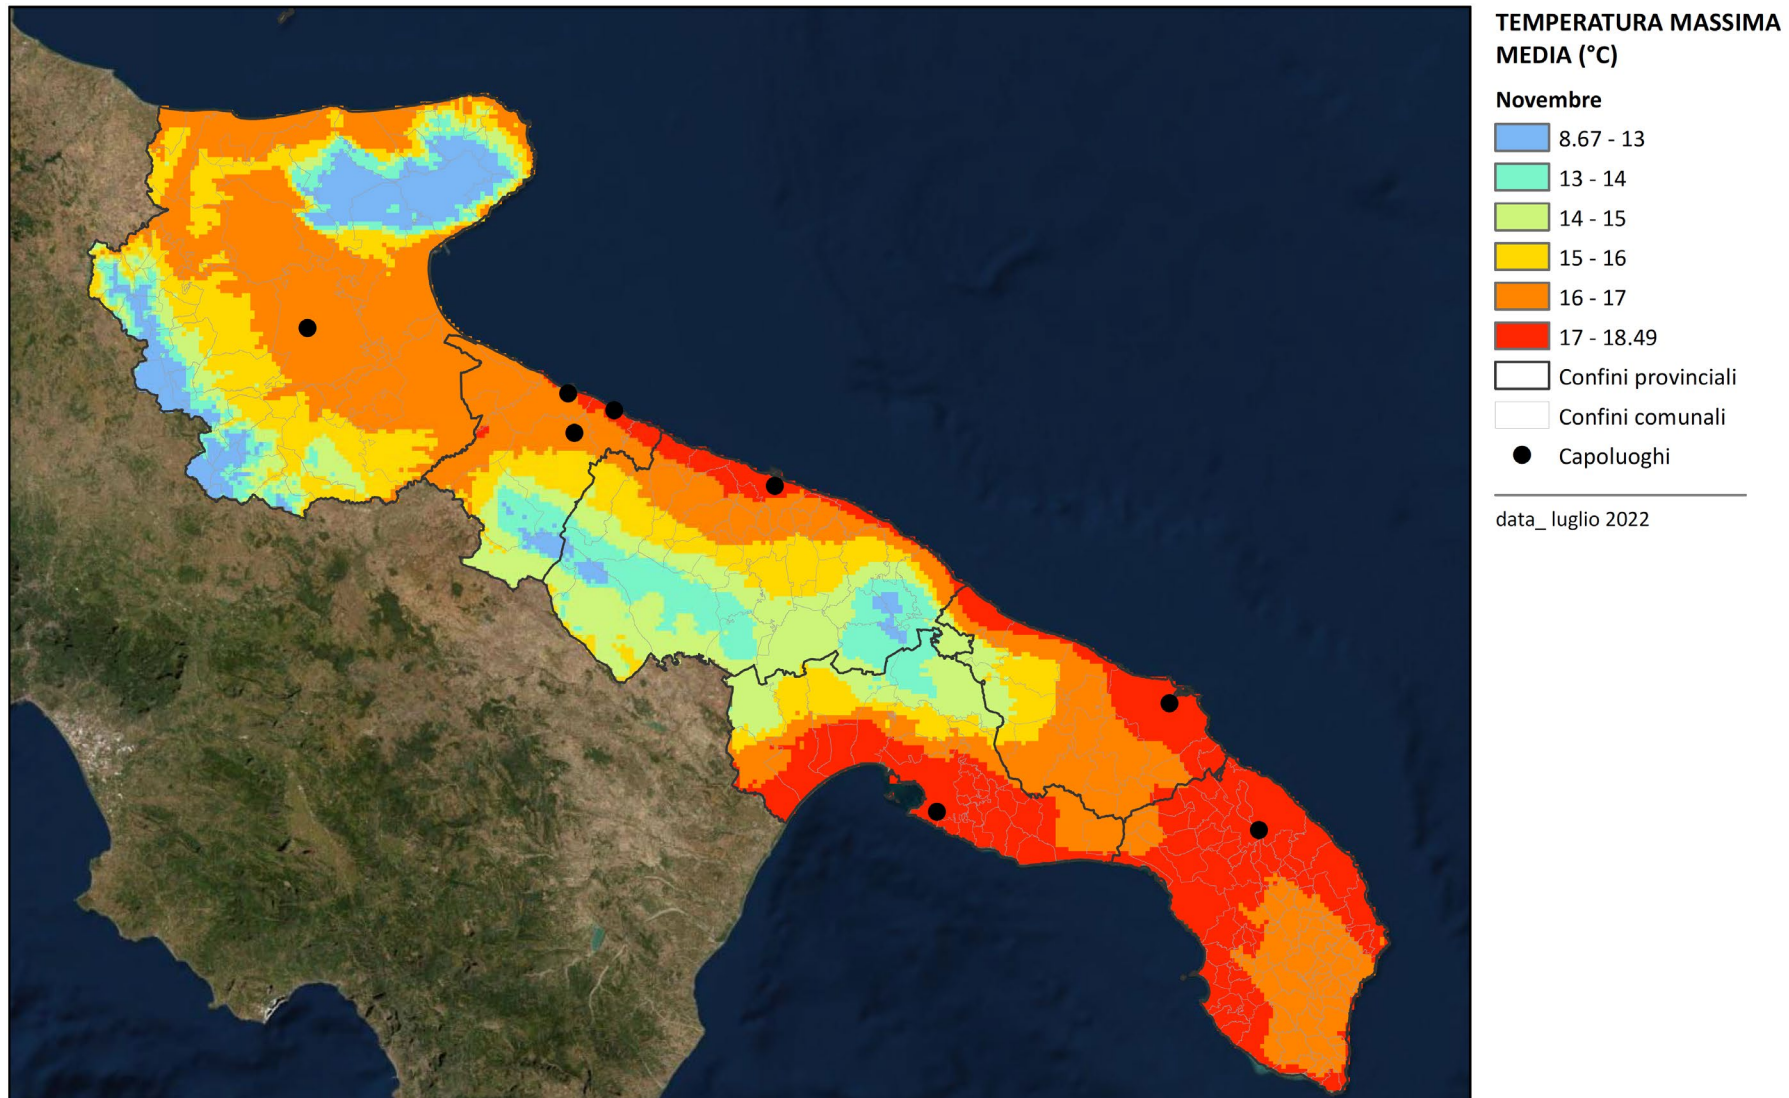 TEMPERATURA MASSIMA
MEDIA (°C)
Novembre
8.67 - 13
13 - 14
14 - 15
15 - 16
16 - 17
17 - 18.49
Confini provinciali
Confini comunali
Capoluoghi
data_ luglio 2022